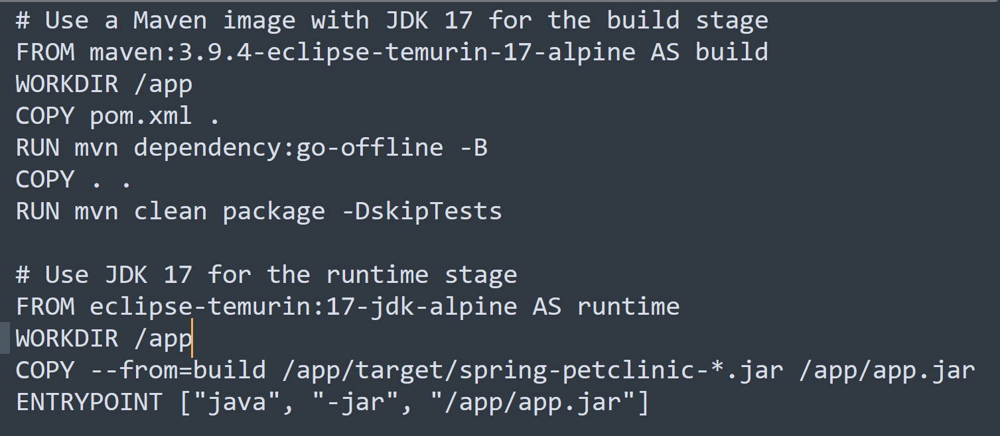 # Use a Maven image with JDK 17 for the build stage
FROM maven:3.9.4-eclipse-temurin-17-alpine AS build
WORKDIR /app
COPY pom.xml .
RUN mvn dependency:go-offline -B
COPY . .
RUN mvn clean package -DskipTests

# Use JDK 17 for the runtime stage
FROM eclipse-temurin:17-jdk-alpine AS runtime
WORKDIR /app
COPY --from=build /app/target/spring-petclinic-*.jar /app/app.jar
ENTRYPOINT ["java", "-jar", "/app/app.jar"]